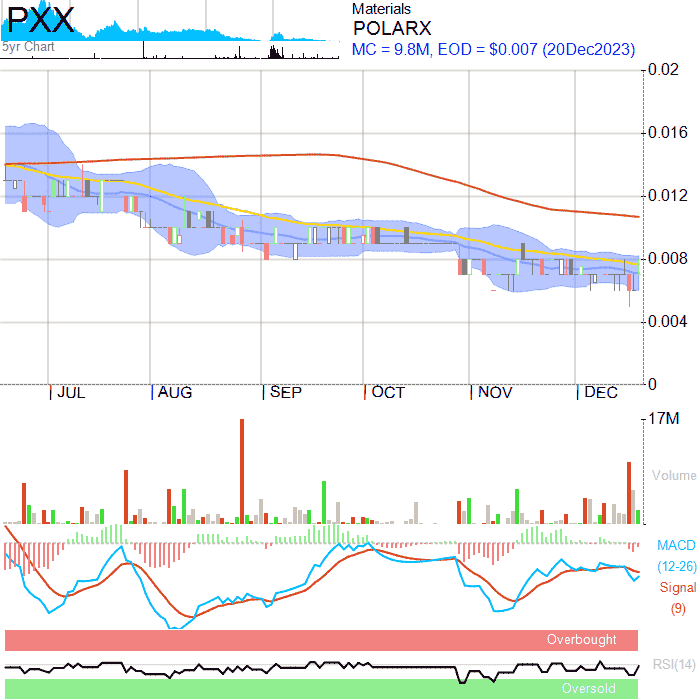 PXX
5yr Chart
Materials
POLARX
MC = 9.8M, EOD = $0.007 (20Dec2023)
0.02
0.016
0.012
0.008
0.004
0
JUL AUG SEP OCT NOV DEC
17M
Volume
MACD
(12-26)
Signal
(9)
Overbought
RSI(14)
Oversold